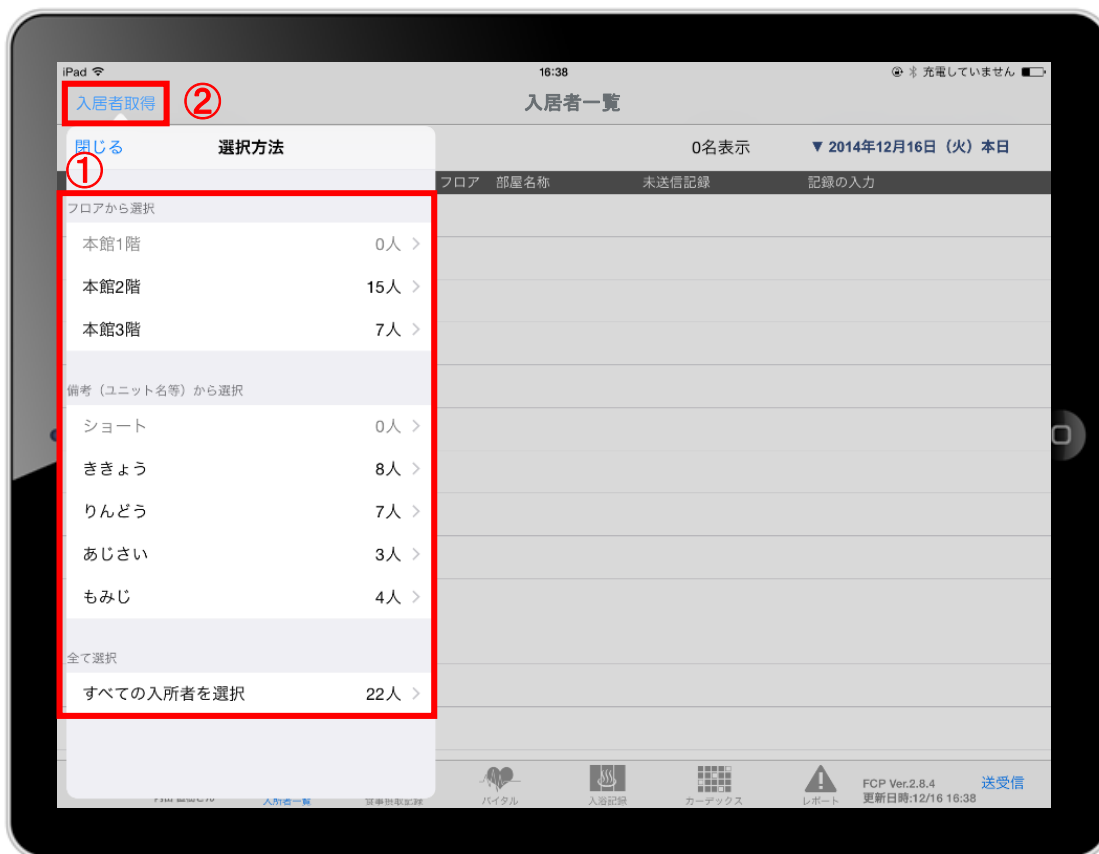 iPad 16:38 充電していません
入居者取得 ② 入居者一覧
閉じる 選択方法 0名表示 ▼ 2014年12月16日（火）本日
①
フロア 部屋名称 未送信記録 記録の入力
フロアから選択
本館1階 0人 >
本館2階 15人 >
本館3階 7人 >
備考（ユニット名等）から選択
ショート 0人 >
ききょう 8人 >
りんどう 7人 >
あじさい 3人 >
もみじ 4人 >
全て選択
すべての入所者を選択 22人 >
FCP Ver.2.8.4 送受信
入所者一覧 食事摂取記録 バイタル 入浴記録 カーデックス レポート 更新日時:12/16 16:38